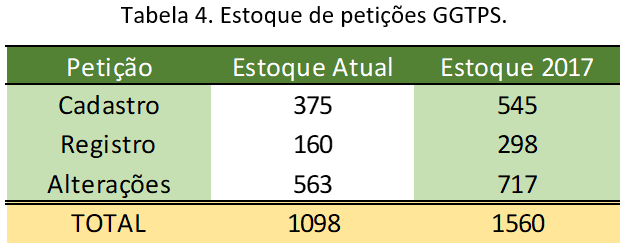 Tabela 4. Estoque de petições GGTPS.
Petição Estoque Atual Estoque 2017
Cadastro 375 545
Registro 160 298
Alterações 563 717
TOTAL 1098 1560